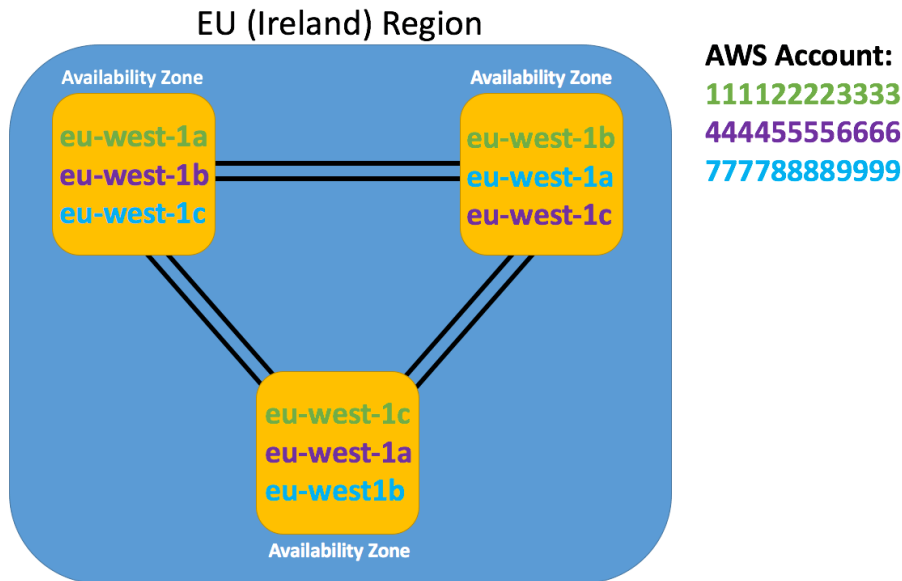 EU (Ireland) Region
AWS Account:
111122223333
444455556666
777788889999
Availability Zone
eu-west-1a
eu-west-1b
eu-west-1c
Availability Zone
eu-west-1b
eu-west-1a
eu-west-1c
eu-west-1c
eu-west-1a
eu-west1b
Availability Zone